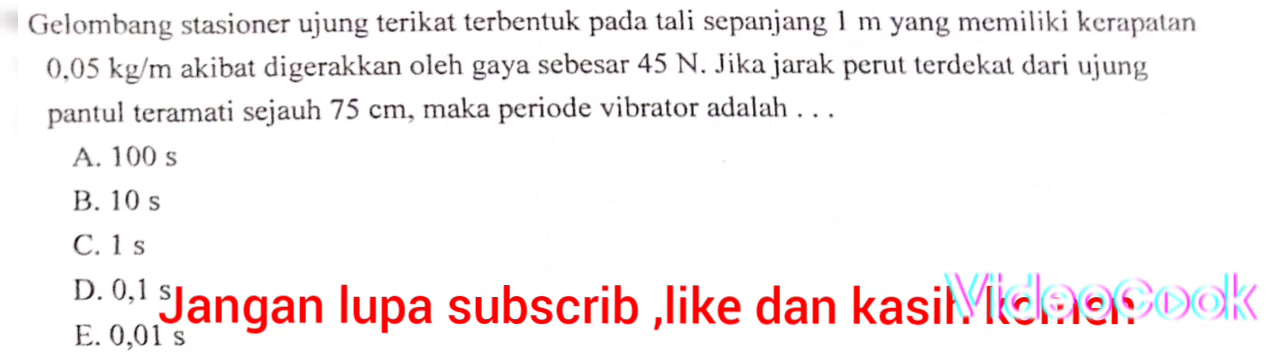 Gelombang stasioner ujung terikat terbentuk pada tali sepanjang 1 m yang memiliki kerapatan
0,05 kg/m akibat digerakkan oleh gaya sebesar 45 N. Jika jarak perut terdekat dari ujung
pantul teramati sejauh 75 cm, maka periode vibrator adalah . . .
A. 100 s
B. 10 s
C. 1 s
D. 0,1 s
Jangan lupa subscrib ,like dan kasih komen
VideoCook
E. 0,01 s